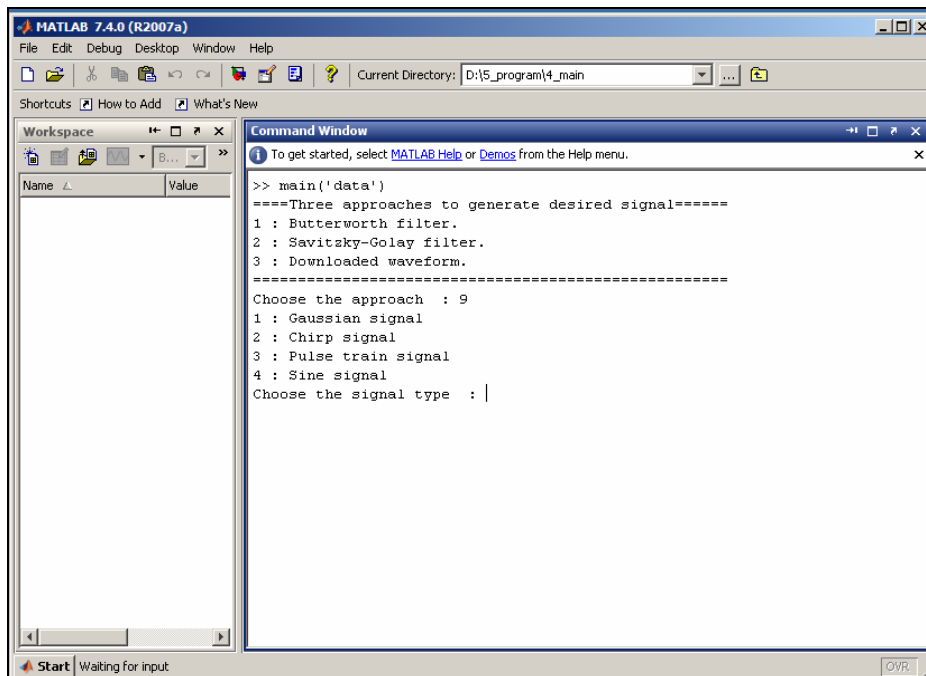 MATLAB 7.4.0 (R2007a)
File Edit Debug Desktop Window Help
Current Directory: D:\5_program\4_main
Shortcuts How to Add What's New
Workspace
B...
Name Value
Command Window
To get started, select MATLAB Help or Demos from the Help menu.
>> main('data')
====Three approaches to generate desired signal======
1 : Butterworth filter.
2 : Savitzky-Golay filter.
3 : Downloaded waveform.
=====================================================
Choose the approach : 9
1 : Gaussian signal
2 : Chirp signal
3 : Pulse train signal
4 : Sine signal
Choose the signal type :
Start Waiting for input
OVR